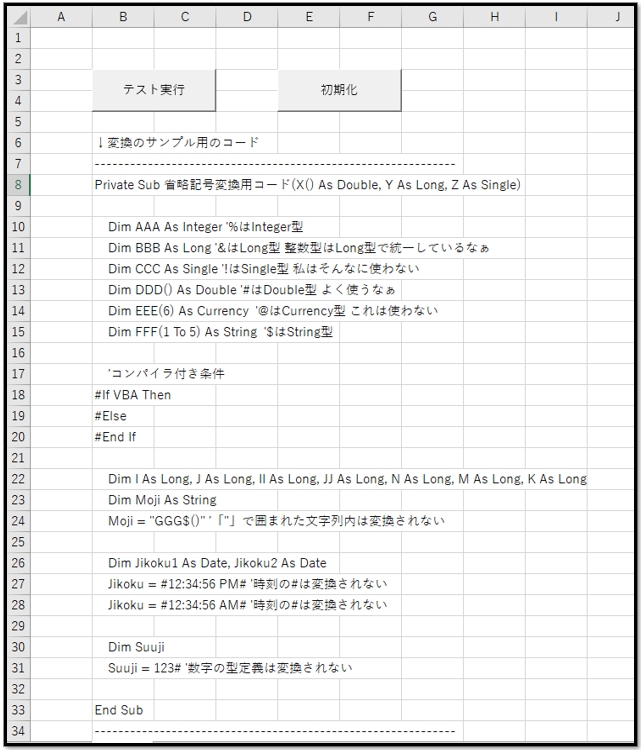 A B C D E F G H I J
1
2
3 テスト実行 初期化
4
5
6 ↓変換のサンプル用のコード
7 ------------------------------------------------------------
8 Private Sub 省略記号変換用コード(X() As Double, Y As Long, Z As Single)
9
10 Dim AAA As Integer '%はInteger型
11 Dim BBB As Long '&はLong型 整数型はLong型で統一しているなぁ
12 Dim CCC As Single '!はSingle型 私はそんなに使わない
13 Dim DDD() As Double '#はDouble型 よく使うなぁ
14 Dim EEE(6) As Currency '@はCurrency型 これは使わない
15 Dim FFF(1 To 5) As String '$はString型
16
17 'コンパイラ付き条件
18 #If VBA Then
19 #Else
20 #End If
21
22 Dim I As Long, J As Long, II As Long, JJ As Long, N As Long, M As Long, K As Long
23 Dim Moji As String
24 Moji = "GGG$()" '「"」で囲まれた文字列内は変換されない
25
26 Dim Jikoku1 As Date, Jikoku2 As Date
27 Jikoku = #12:34:56 PM# '時刻の#は変換されない
28 Jikoku = #12:34:56 AM# '時刻の#は変換されない
29
30 Dim Suuji
31 Suuji = 123# '数字の型定義は変換されない
32
33 End Sub
34 ------------------------------------------------------------